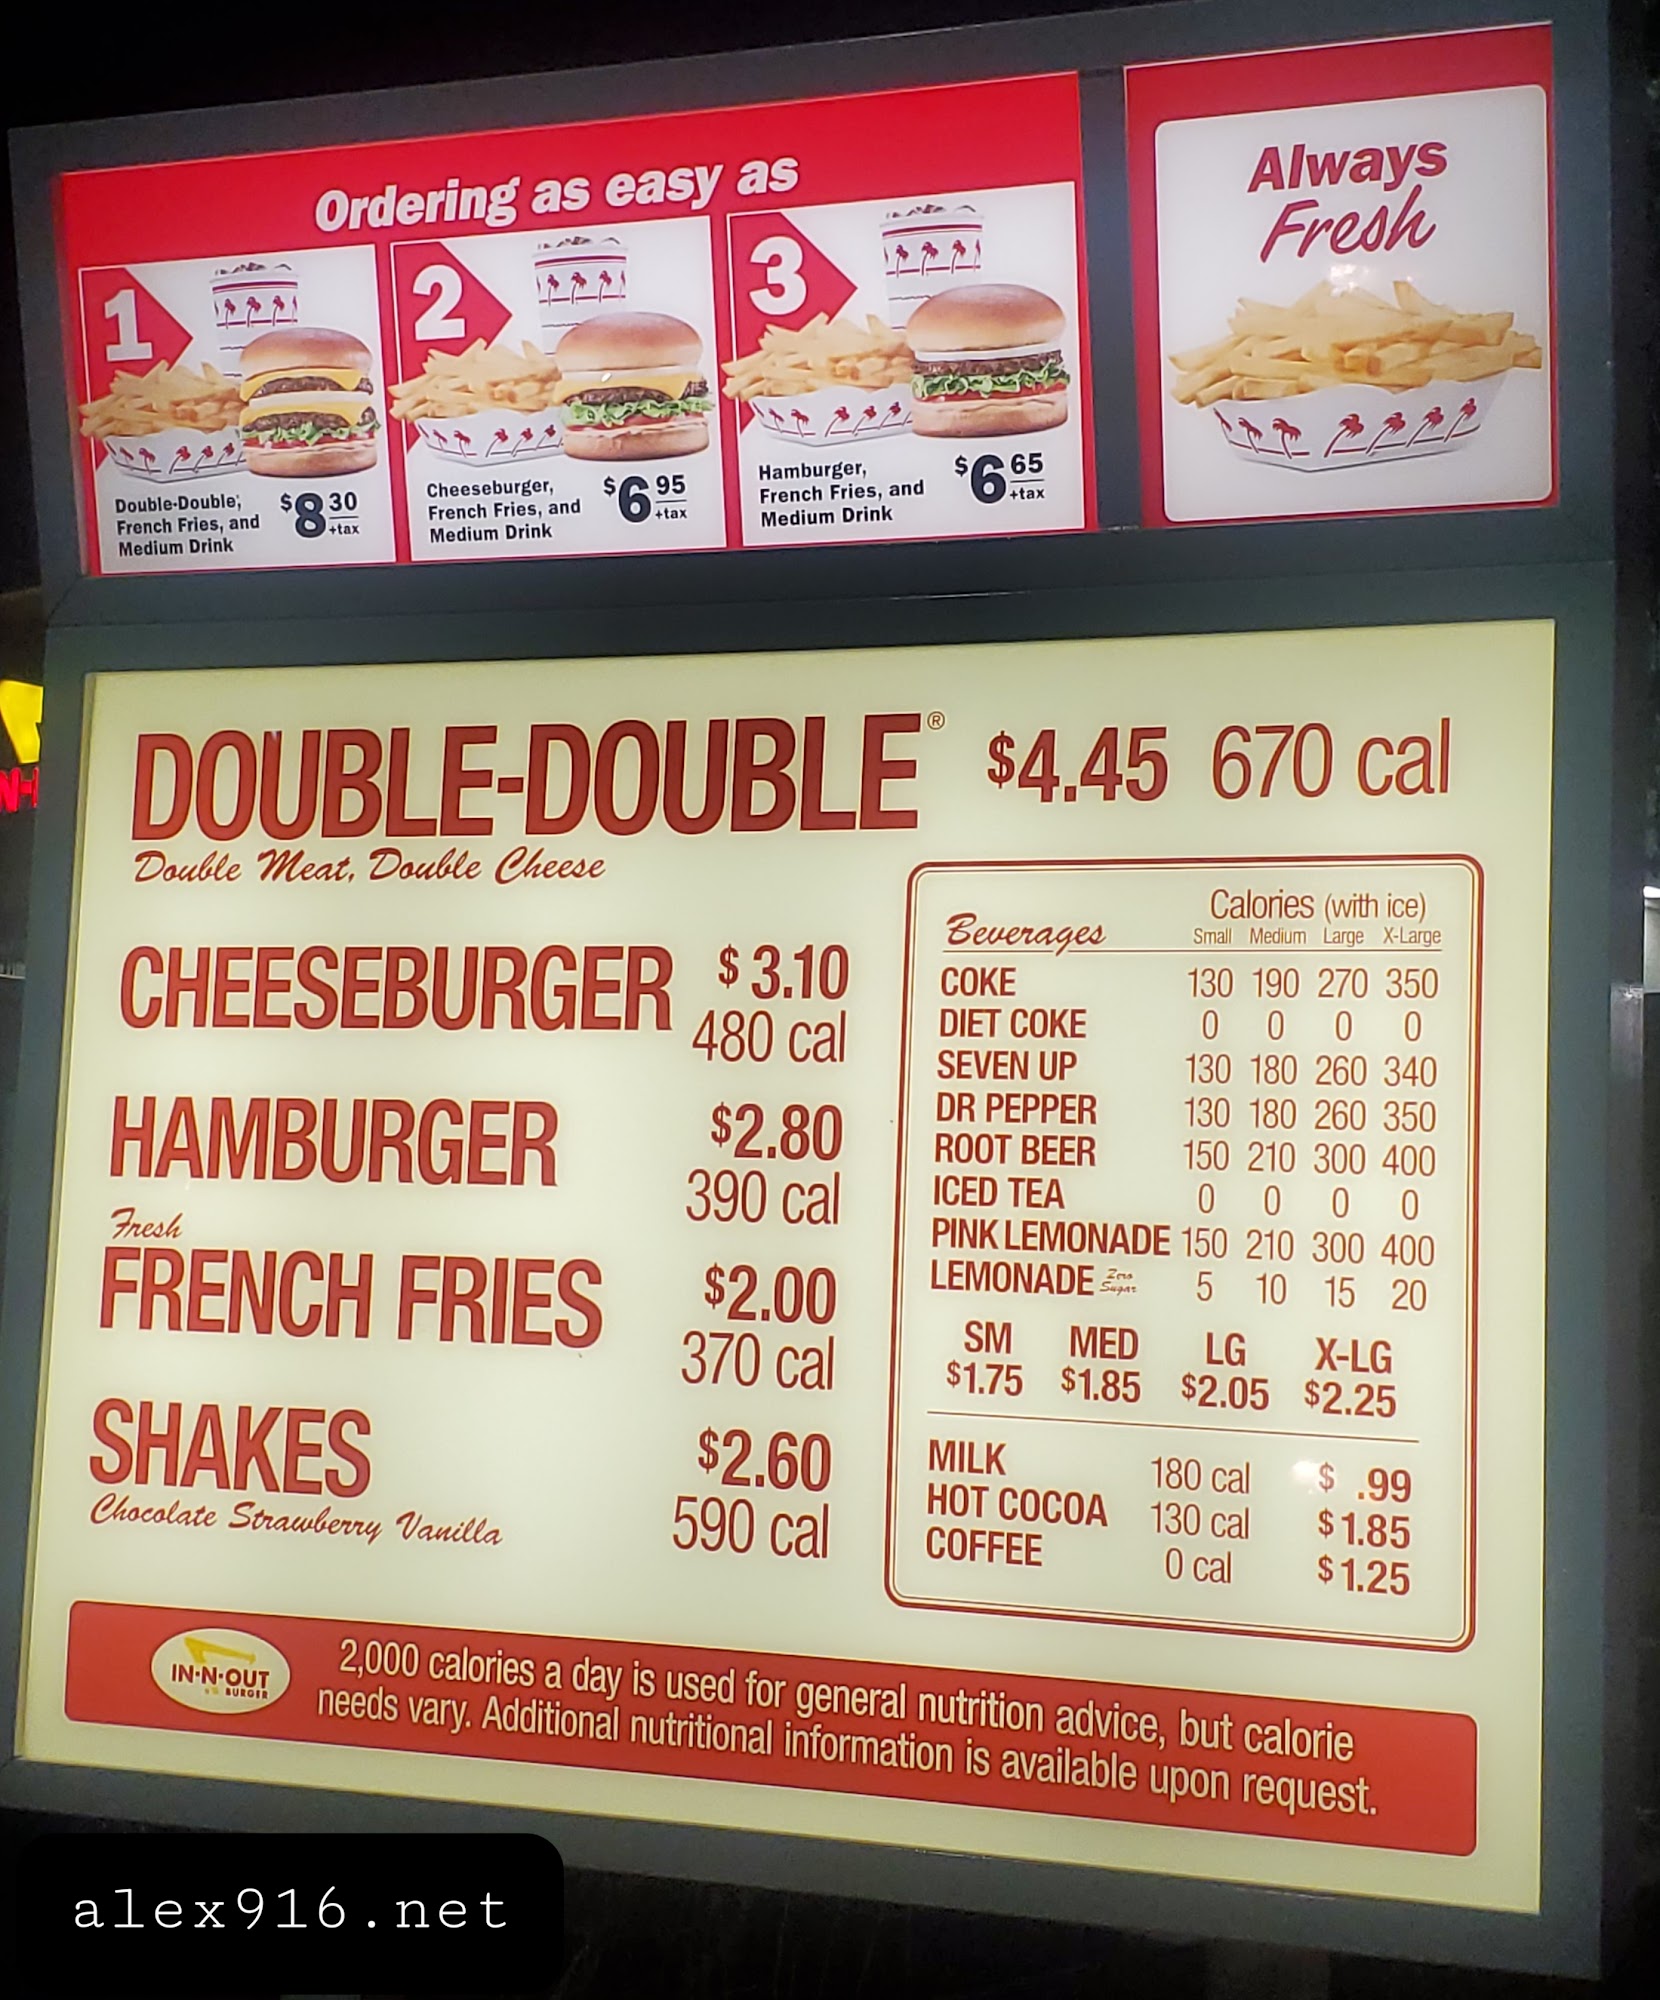 Ordering as easy as
1
Double-Double®,
French Fries, and
Medium Drink
$8 30
+tax
2
Cheeseburger,
French Fries, and
Medium Drink
$6 95
+tax
3
Hamburger,
French Fries, and
Medium Drink
$6 65
+tax
Always
Fresh
DOUBLE-DOUBLE® $4.45 670 cal
Double Meat, Double Cheese
CHEESEBURGER $3.10
480 cal
HAMBURGER $2.80
390 cal
Fresh
FRENCH FRIES $2.00
370 cal
SHAKES $2.60
Chocolate Strawberry Vanilla 590 cal
Calories (with ice)
Beverages Small Medium Large X-Large
COKE 130 190 270 350
DIET COKE 0 0 0 0
SEVEN UP 130 180 260 340
DR PEPPER 130 180 260 350
ROOT BEER 150 210 300 400
ICED TEA 0 0 0 0
PINK LEMONADE 150 210 300 400
LEMONADE Zero Sugar 5 10 15 20
SM MED LG X-LG
$1.75 $1.85 $2.05 $2.25
MILK 180 cal $ .99
HOT COCOA 130 cal $1.85
COFFEE 0 cal $1.25
IN-N-OUT
BURGER
2,000 calories a day is used for general nutrition advice, but calorie
needs vary. Additional nutritional information is available upon request.
alex916.net